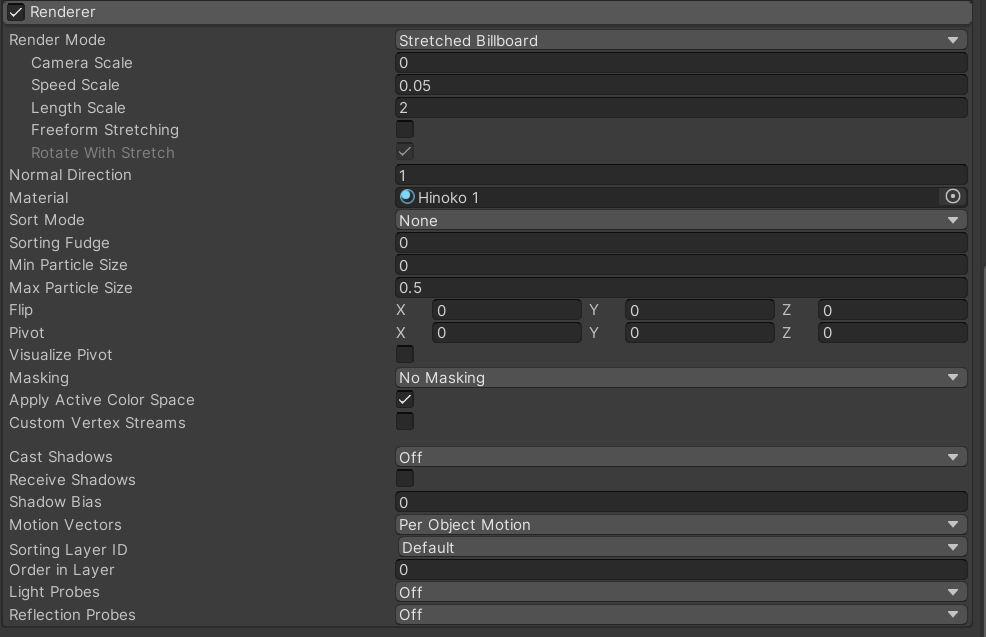 Renderer
Render Mode Stretched Billboard
Camera Scale 0
Speed Scale 0.05
Length Scale 2
Freeform Stretching
Rotate With Stretch
Normal Direction 1
Material Hinoko 1
Sort Mode None
Sorting Fudge 0
Min Particle Size 0
Max Particle Size 0.5
Flip X 0 Y 0 Z 0
Pivot X 0 Y 0 Z 0
Visualize Pivot
Masking No Masking
Apply Active Color Space
Custom Vertex Streams
Cast Shadows Off
Receive Shadows
Shadow Bias 0
Motion Vectors Per Object Motion
Sorting Layer ID Default
Order in Layer 0
Light Probes Off
Reflection Probes Off